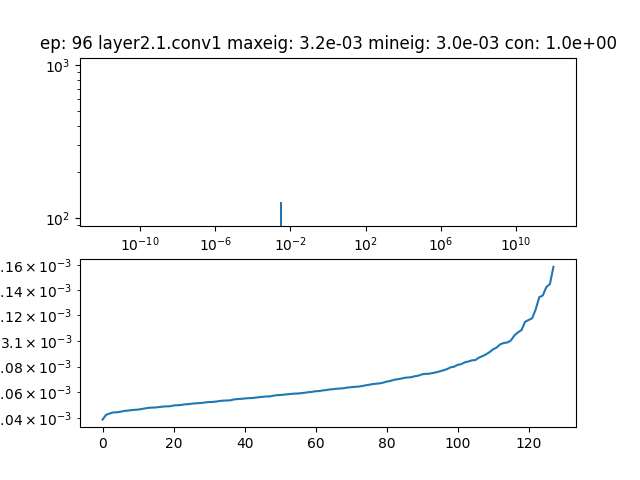 ep: 96 layer2.1.conv1 maxeig: 3.2e-03 mineig: 3.0e-03 con: 1.0e+00
10³
10²
10⁻¹⁰ 10⁻⁶ 10⁻² 10² 10⁶ 10¹⁰
.16 × 10⁻³
.14 × 10⁻³
.12 × 10⁻³
3.1 × 10⁻³
.08 × 10⁻³
.06 × 10⁻³
.04 × 10⁻³
0 20 40 60 80 100 120